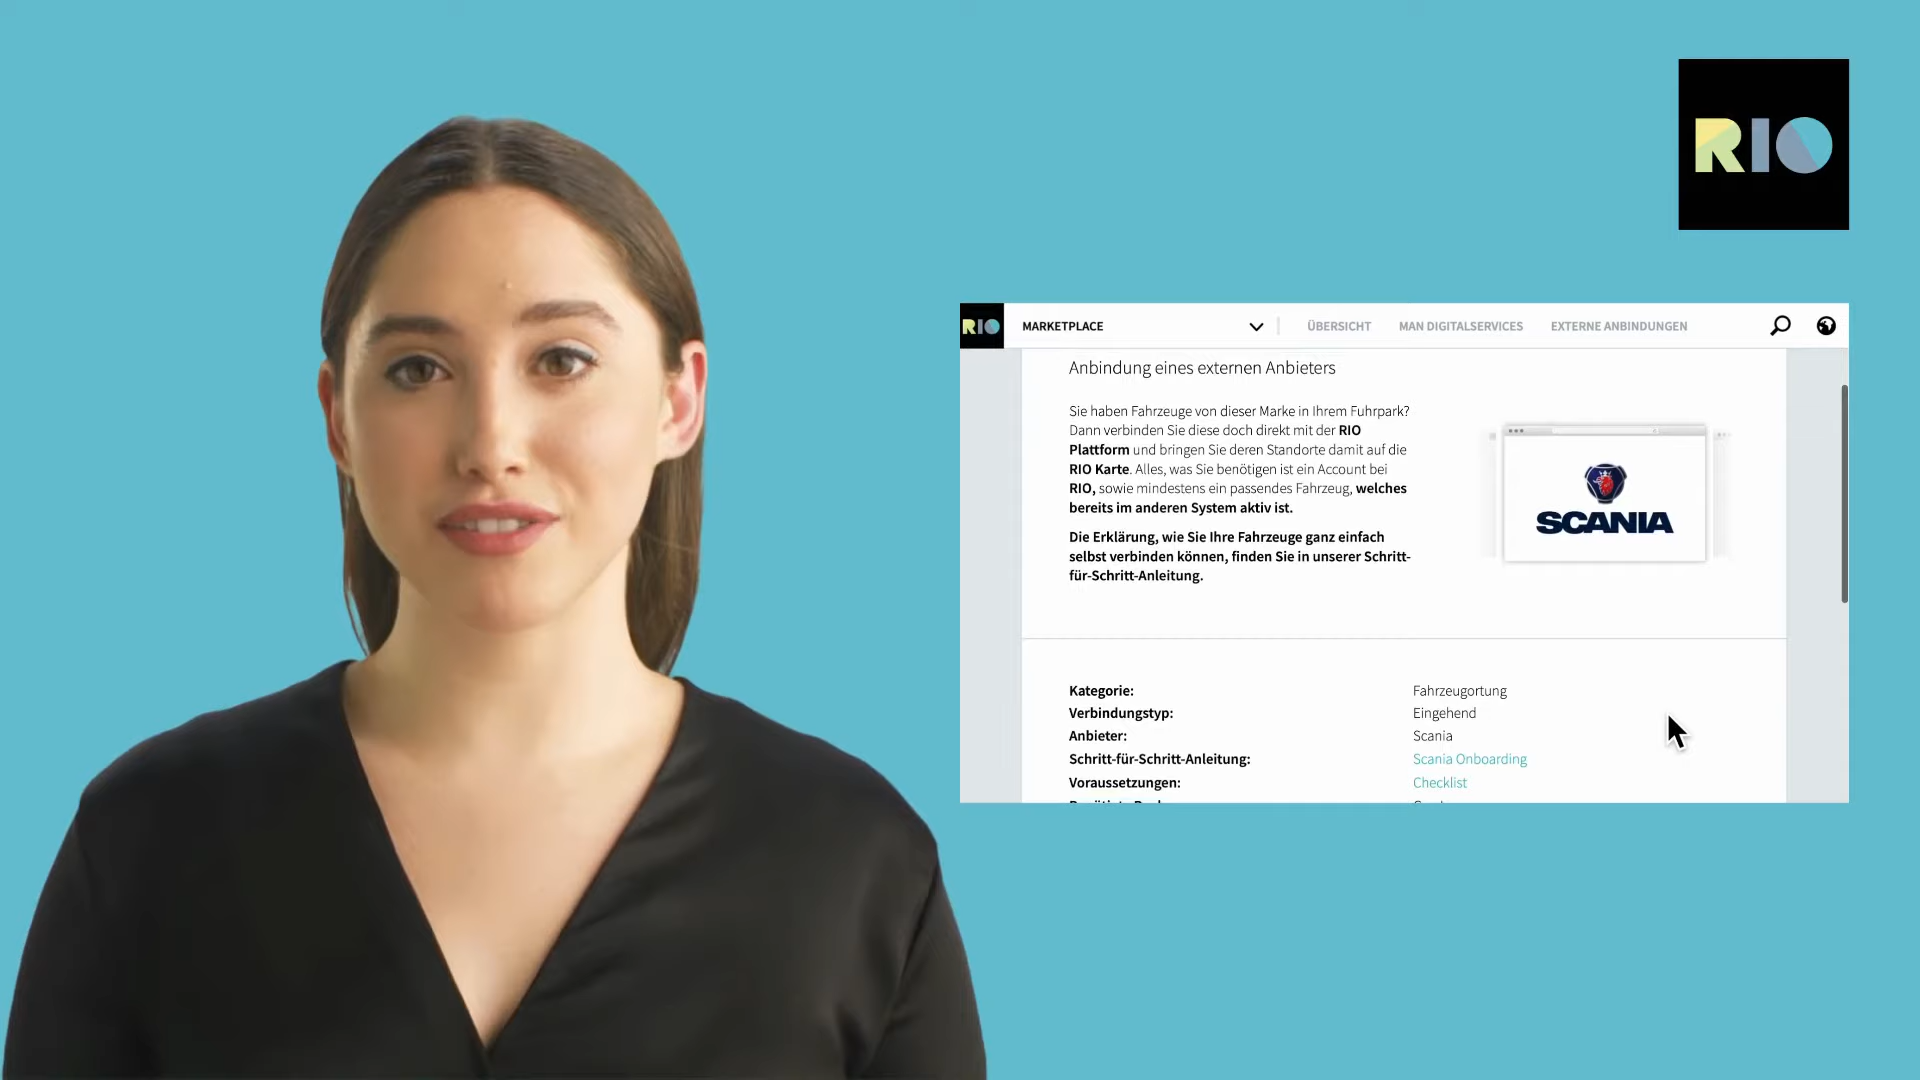 RIO
RIO
MARKETPLACE
ÜBERSICHT
MAN DIGITALSERVICES
EXTERNE ANBINDUNGEN
Anbindung eines externen Anbieters
Sie haben Fahrzeuge von dieser Marke in Ihrem Fuhrpark?
Dann verbinden Sie diese doch direkt mit der RIO
Plattform und bringen Sie deren Standorte damit auf die
RIO Karte. Alles, was Sie benötigen ist ein Account bei
RIO, sowie mindestens ein passendes Fahrzeug, welches
bereits im anderen System aktiv ist.
Die Erklärung, wie Sie Ihre Fahrzeuge ganz einfach
selbst verbinden können, finden Sie in unserer Schritt-
für-Schritt-Anleitung.
SCANIA
Kategorie: Fahrzeugortung
Verbindungstyp: Eingehend
Anbieter: Scania
Schritt-für-Schritt-Anleitung: Scania Onboarding
Voraussetzungen: Checklist